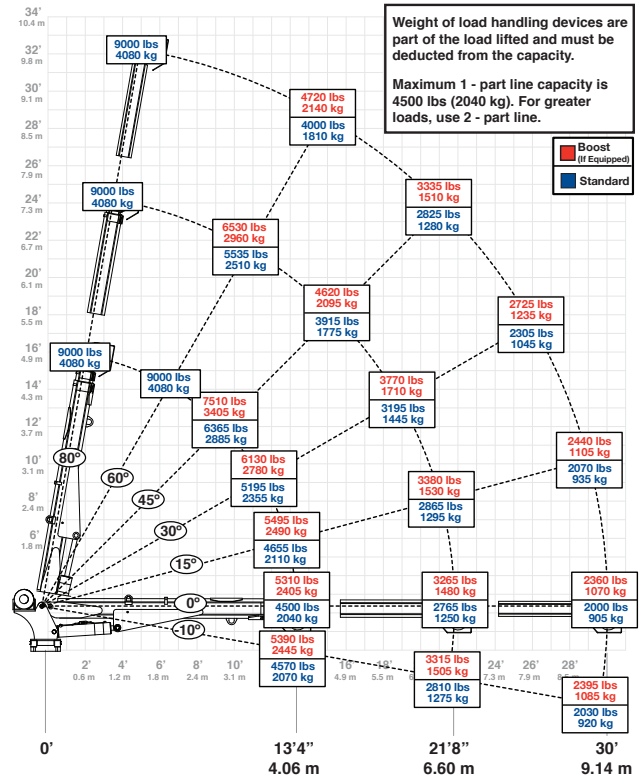 34'
10.4 m
32'
9.8 m
30'
9.1 m
28'
8.5 m
26'
7.9 m
24'
7.3 m
22'
6.7 m
20'
6.1 m
18'
5.5 m
16'
4.9 m
14'
4.3 m
12'
3.7 m
10'
3.1 m
8'
2.4 m
6'
1.8 m
Weight of load handling devices are
part of the load lifted and must be
deducted from the capacity.
Maximum 1 - part line capacity is
4500 lbs (2040 kg). For greater
loads, use 2 - part line.
Boost
(If Equipped)
Standard
9000 lbs
4080 kg
4720 lbs
2140 kg
4000 lbs
1810 kg
3335 lbs
1510 kg
2825 lbs
1280 kg
2725 lbs
1235 kg
2305 lbs
1045 kg
2440 lbs
1105 kg
2070 lbs
935 kg
2360 lbs
1070 kg
2000 lbs
905 kg
2395 lbs
1085 kg
2030 lbs
920 kg
9000 lbs
4080 kg
6530 lbs
2960 kg
5535 lbs
2510 kg
4620 lbs
2095 kg
3915 lbs
1775 kg
3770 lbs
1710 kg
3195 lbs
1445 kg
3380 lbs
1530 kg
2865 lbs
1295 kg
3265 lbs
1480 kg
2765 lbs
1250 kg
3315 lbs
1505 kg
2810 lbs
1275 kg
9000 lbs
4080 kg
9000 lbs
4080 kg
7510 lbs
3405 kg
6365 lbs
2885 kg
6130 lbs
2780 kg
5195 lbs
2355 kg
5495 lbs
2490 kg
4655 lbs
2110 kg
5310 lbs
2405 kg
4500 lbs
2040 kg
5390 lbs
2445 kg
4570 lbs
2070 kg
80º
60º
45º
30º
15º
0º
-10º
2' 4' 6' 8' 10' 16 18' 24' 26' 28'
0.6 m 1.2 m 1.8 m 2.4 m 3.1 m 4.9 m 5.5 m 7.3 m 7.9 m 8.5 m
0' 13'4" 21'8" 30'
4.06 m 6.60 m 9.14 m